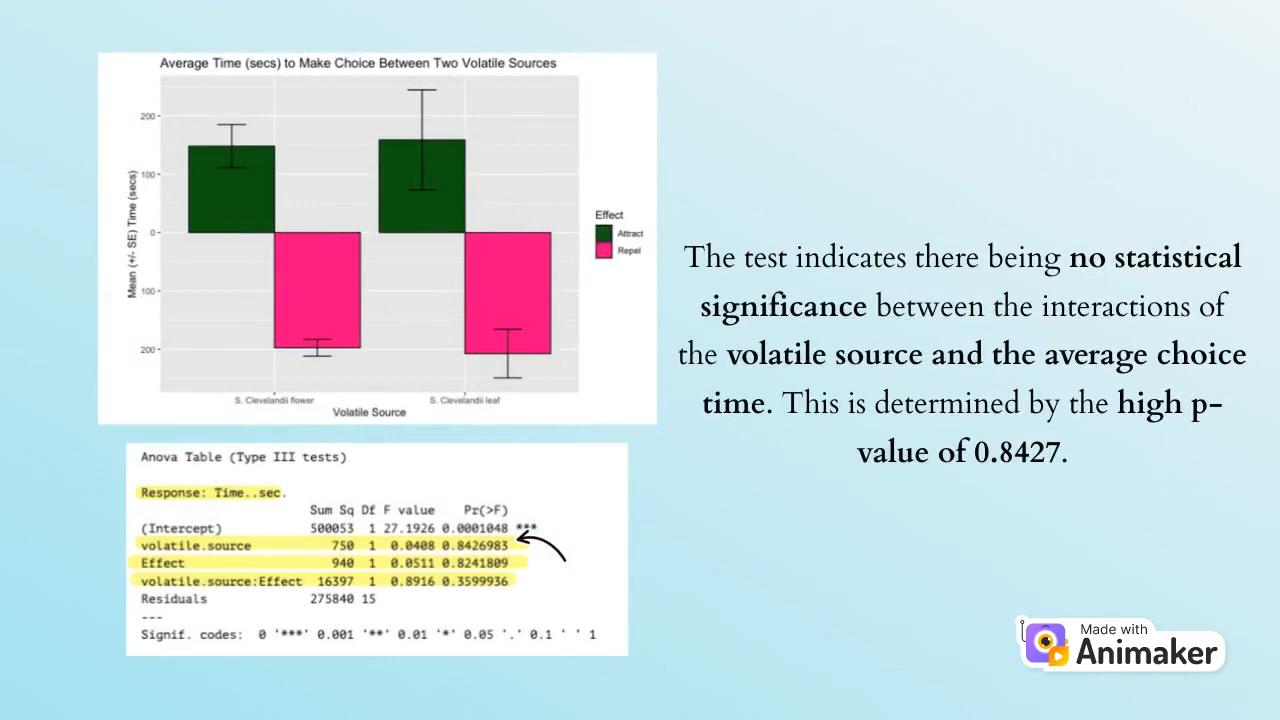 Average Time (secs) to Make Choice Between Two Volatile Sources
Mean (+/- SE) Time (secs)
200
100
0
100
200
S. Clevelandii flower
S. Clevelandii leaf
Volatile Source
Effect
Attract
Repel
The test indicates there being no statistical
significance between the interactions of
the volatile source and the average choice
time. This is determined by the high p-
value of 0.8427.
Anova Table (Type III tests)
Response: Time..sec.
Sum Sq Df F value Pr(>F)
(Intercept) 500053 1 27.1926 0.0001048 ***
volatile.source 750 1 0.0408 0.8426983
Effect 940 1 0.0511 0.8241809
volatile.source:Effect 16397 1 0.8916 0.3599936
Residuals 275840 15
---
Signif. codes: 0 '***' 0.001 '**' 0.01 '*' 0.05 '.' 0.1 ' ' 1
Made with
Animaker